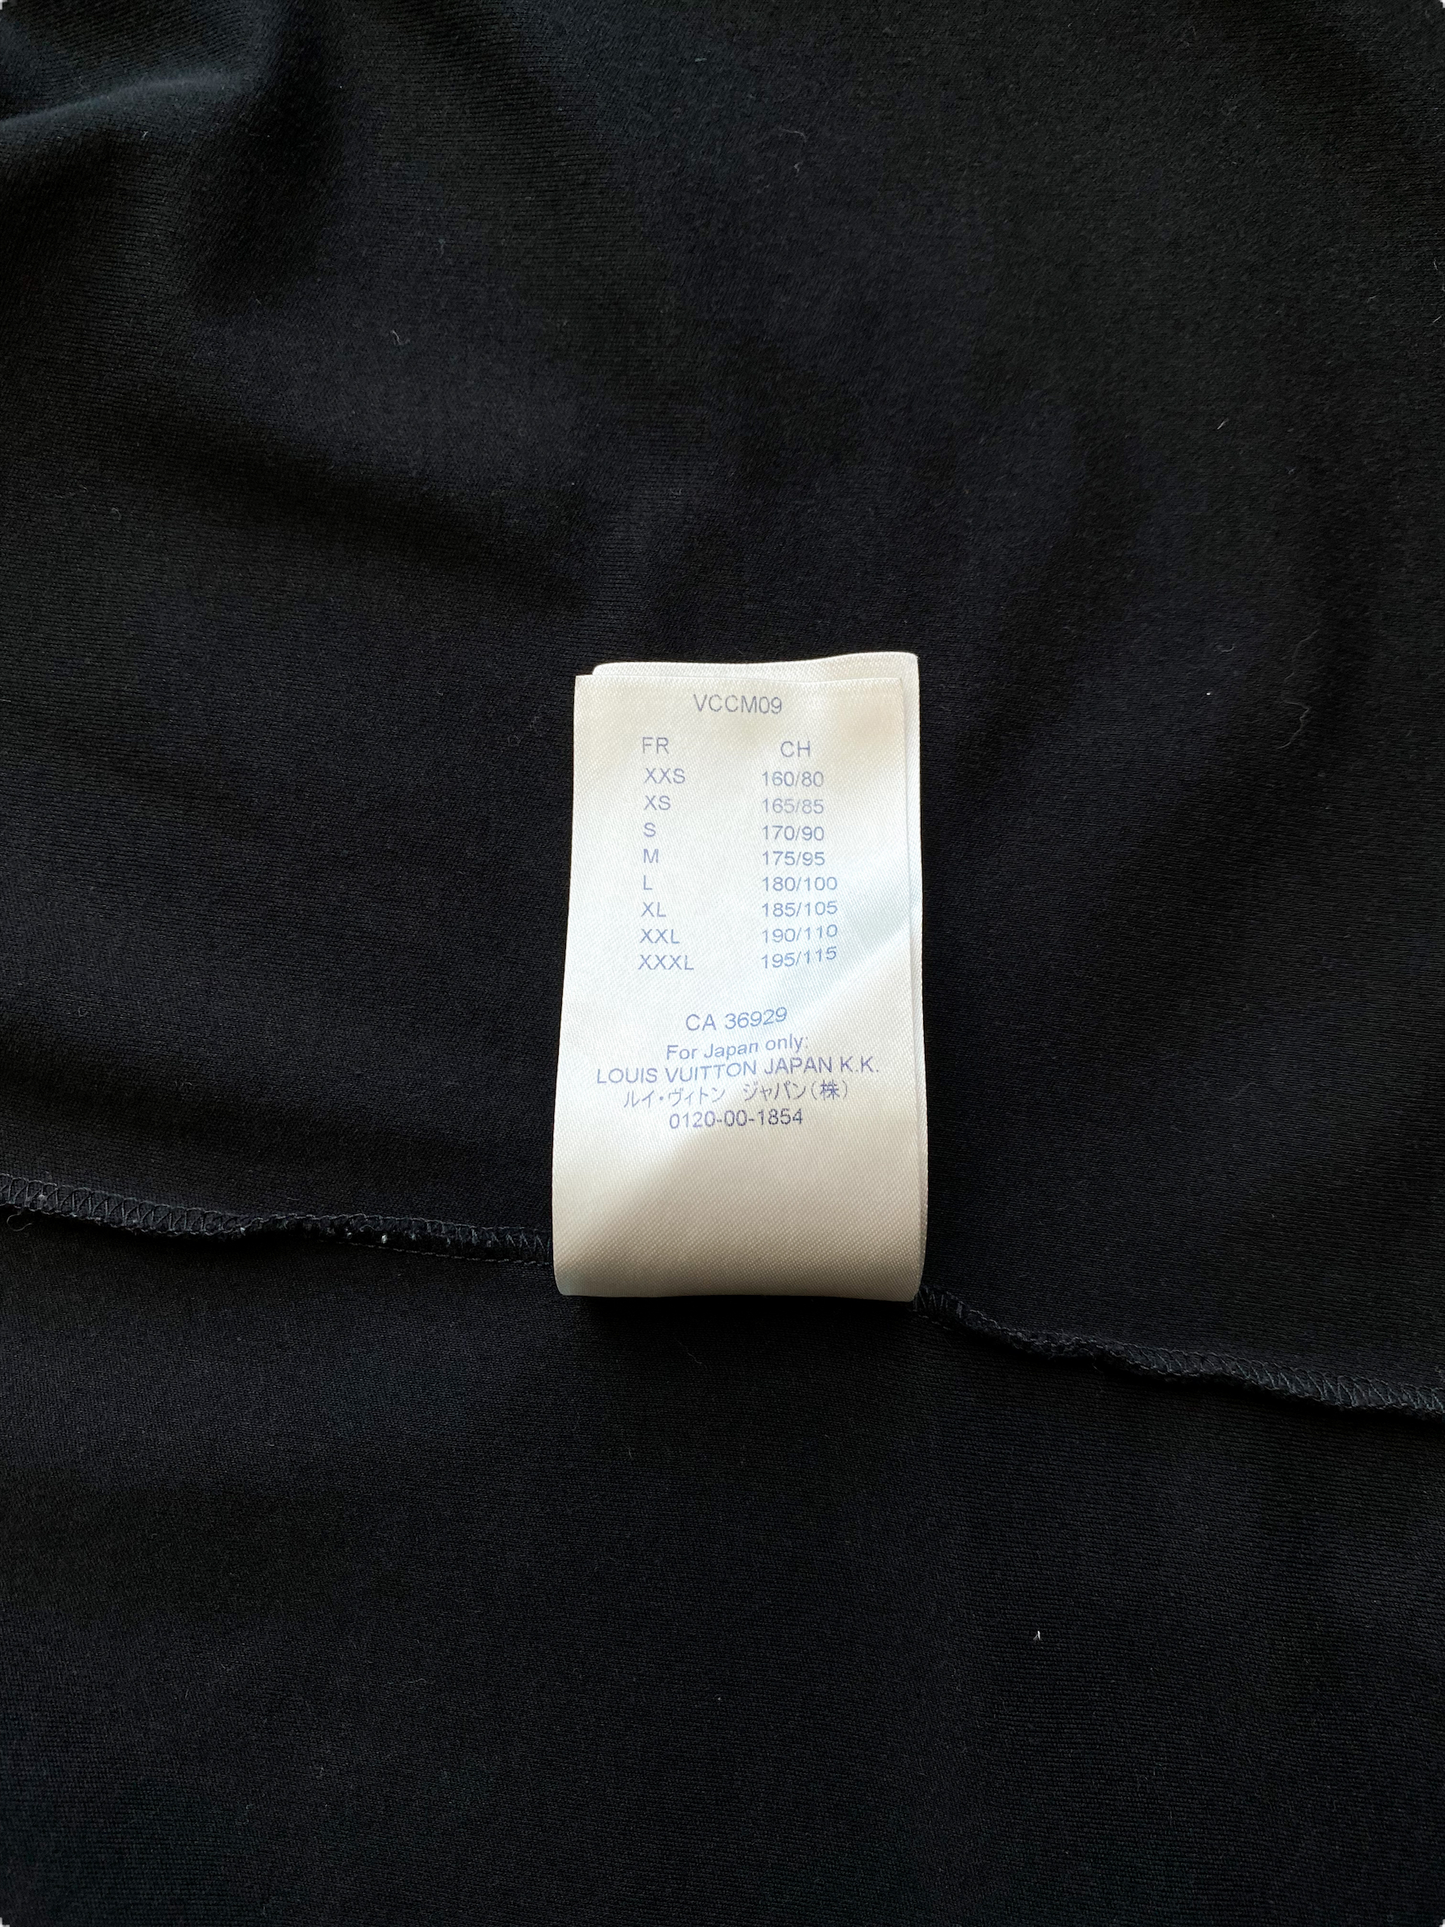 VCCM09
FR CH
XXS 160/80
XS 165/85
S 170/90
M 175/95
L 180/100
XL 185/105
XXL 190/110
XXXL 195/115
CA 36929
For Japan only:
LOUIS VUITTON JAPAN K.K.
ルイ・ヴィトン ジャパン(株)
0120-00-1854